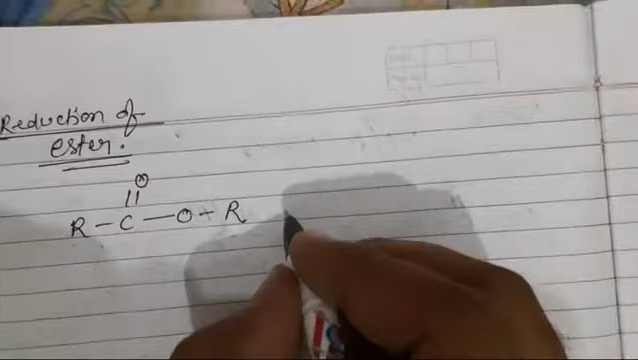 Reduction of
ester.
O
||
R - C - O - R